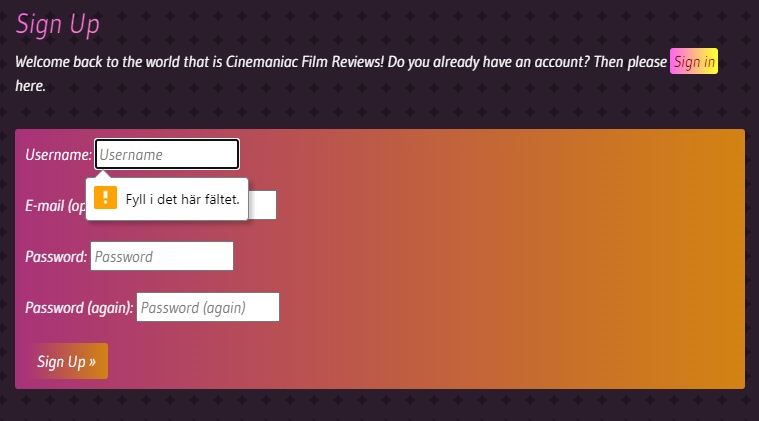 Sign Up
Welcome back to the world that is Cinemaniac Film Reviews! Do you already have an account? Then please Sign in
here.
Username: Username
Fyll i det här fältet.
E-mail (op
Password: Password
Password (again): Password (again)
Sign Up »